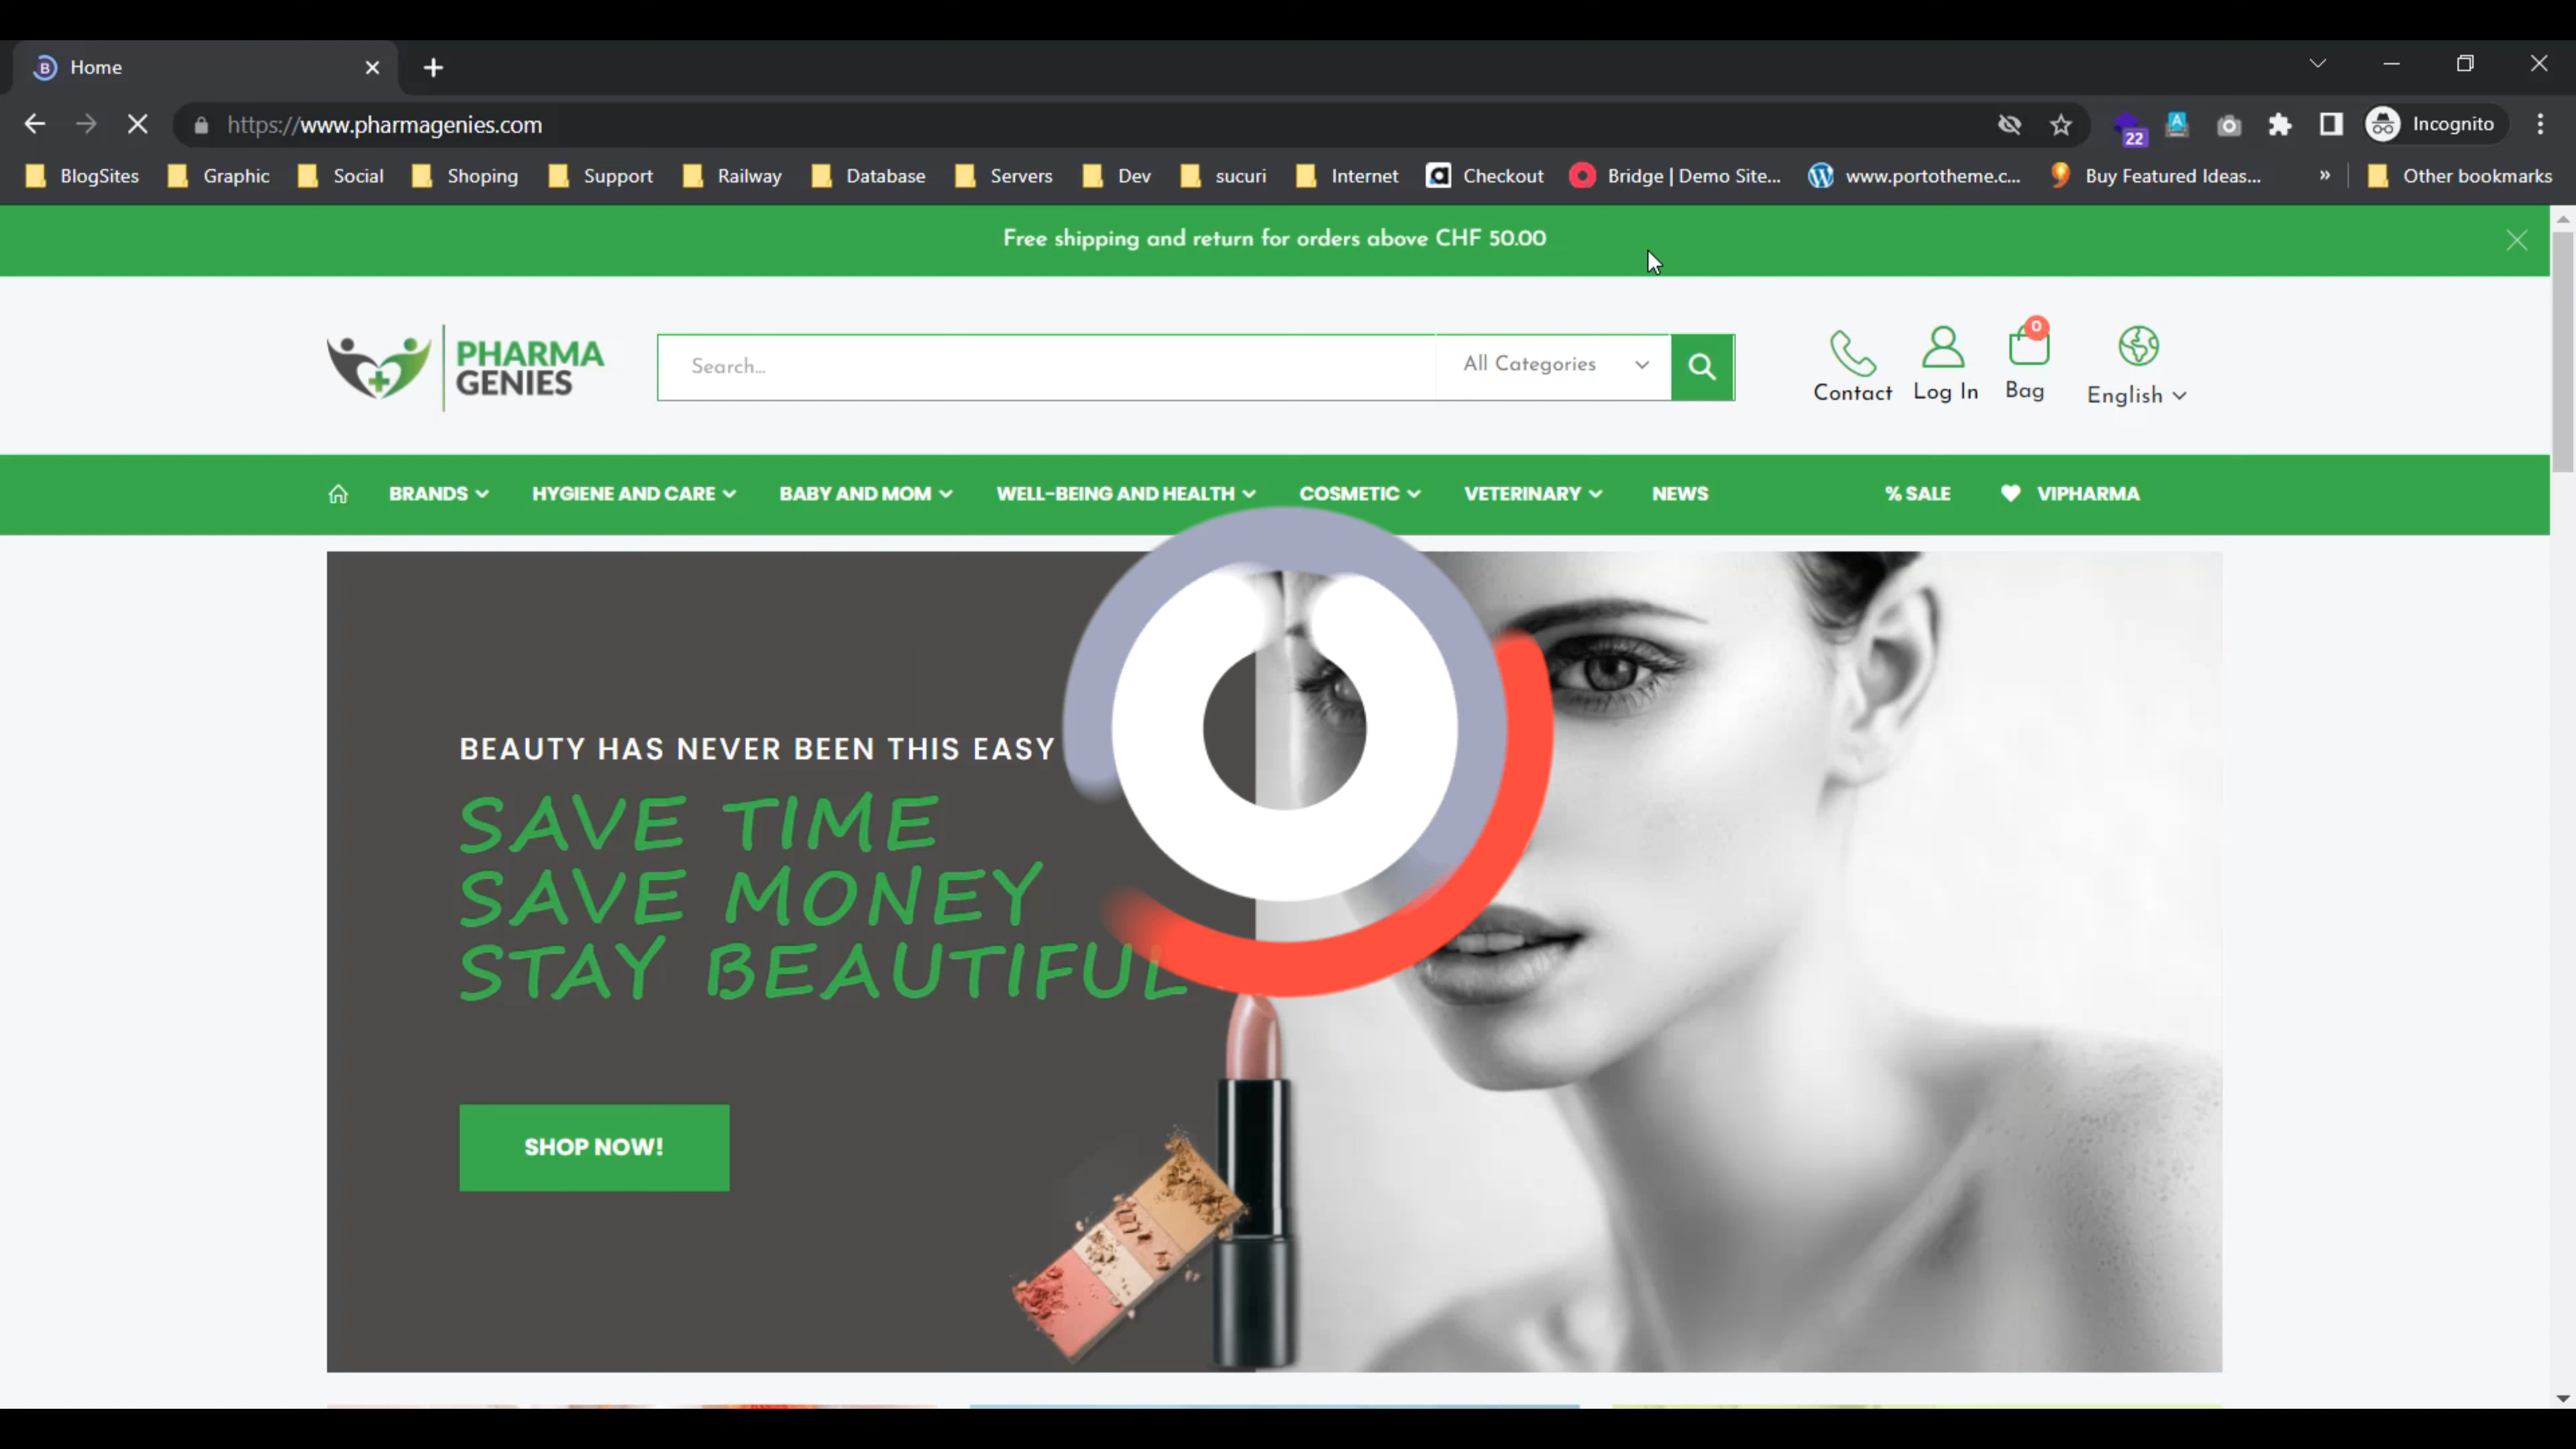 Home
https://www.pharmagenies.com
22
Incognito
BlogSites Graphic Social Shoping Support Railway Database Servers Dev sucuri Internet Checkout Bridge | Demo Site... www.portotheme.c... Buy Featured Ideas... » Other bookmarks
Free shipping and return for orders above CHF 50.00
PHARMA
GENIES
Search...
All Categories
Contact
Log In
0
Bag
English
BRANDS HYGIENE AND CARE BABY AND MOM WELL-BEING AND HEALTH COSMETIC VETERINARY NEWS % SALE VIPHARMA
BEAUTY HAS NEVER BEEN THIS EASY
SAVE TIME
SAVE MONEY
STAY BEAUTIFUL
SHOP NOW!